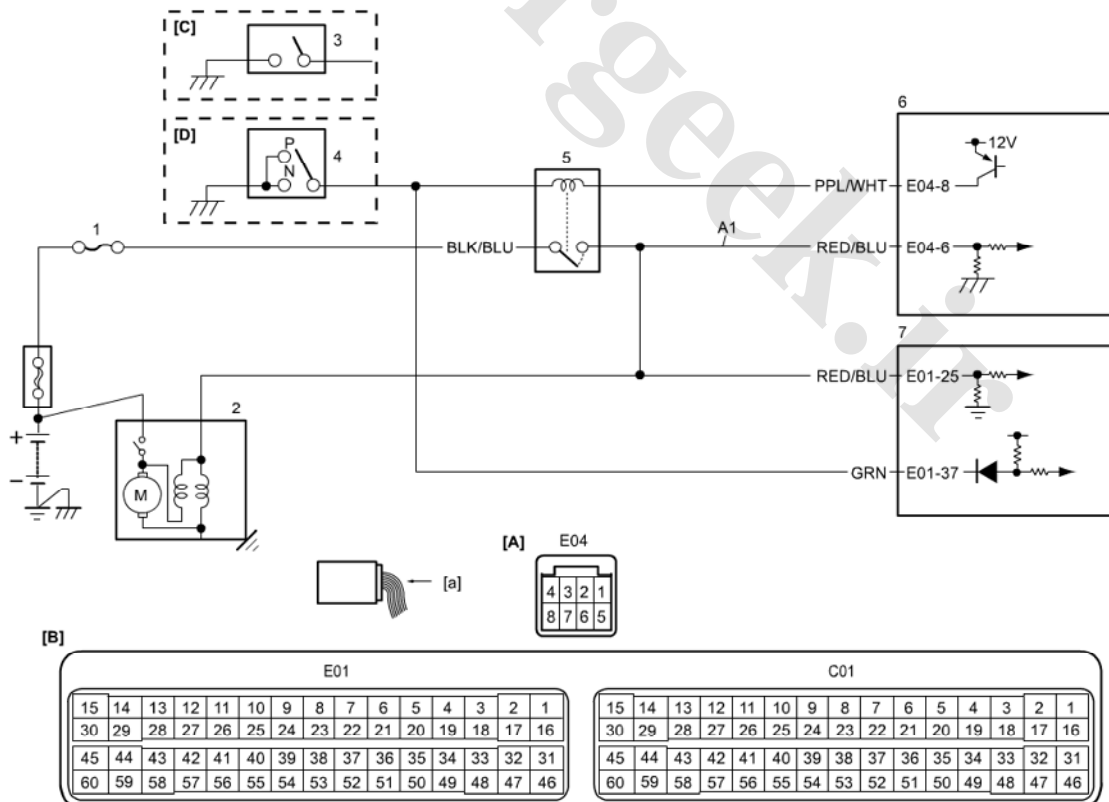 [C]
3
[D]
P
N
4
5
6
12V
PPL/WHT E04-8
1
BLK/BLU
A1
RED/BLU E04-6
7
RED/BLU E01-25
2
+
−
M
GRN E01-37
[A] E04
4 3 2 1
8 7 6 5
[a]
[B]
E01
15 14 13 12 11 10 9 8 7 6 5 4 3 2 1
30 29 28 27 26 25 24 23 22 21 20 19 18 17 16
45 44 43 42 41 40 39 38 37 36 35 34 33 32 31
60 59 58 57 56 55 54 53 52 51 50 49 48 47 46
C01
15 14 13 12 11 10 9 8 7 6 5 4 3 2 1
30 29 28 27 26 25 24 23 22 21 20 19 18 17 16
45 44 43 42 41 40 39 38 37 36 35 34 33 32 31
60 59 58 57 56 55 54 53 52 51 50 49 48 47 46
rgeek.ir